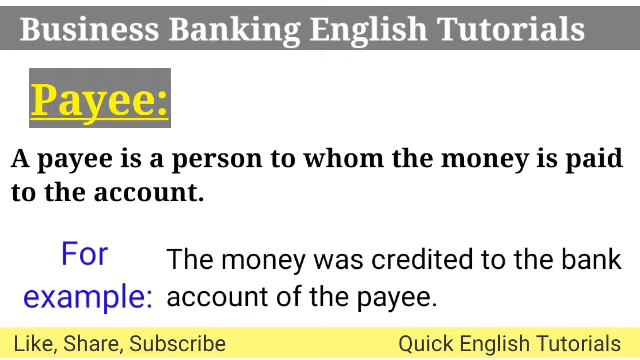 Business Banking English Tutorials
Payee:
A payee is a person to whom the money is paid
to the account.
For
example:
The money was credited to the bank
account of the payee.
Like, Share, Subscribe
Quick English Tutorials